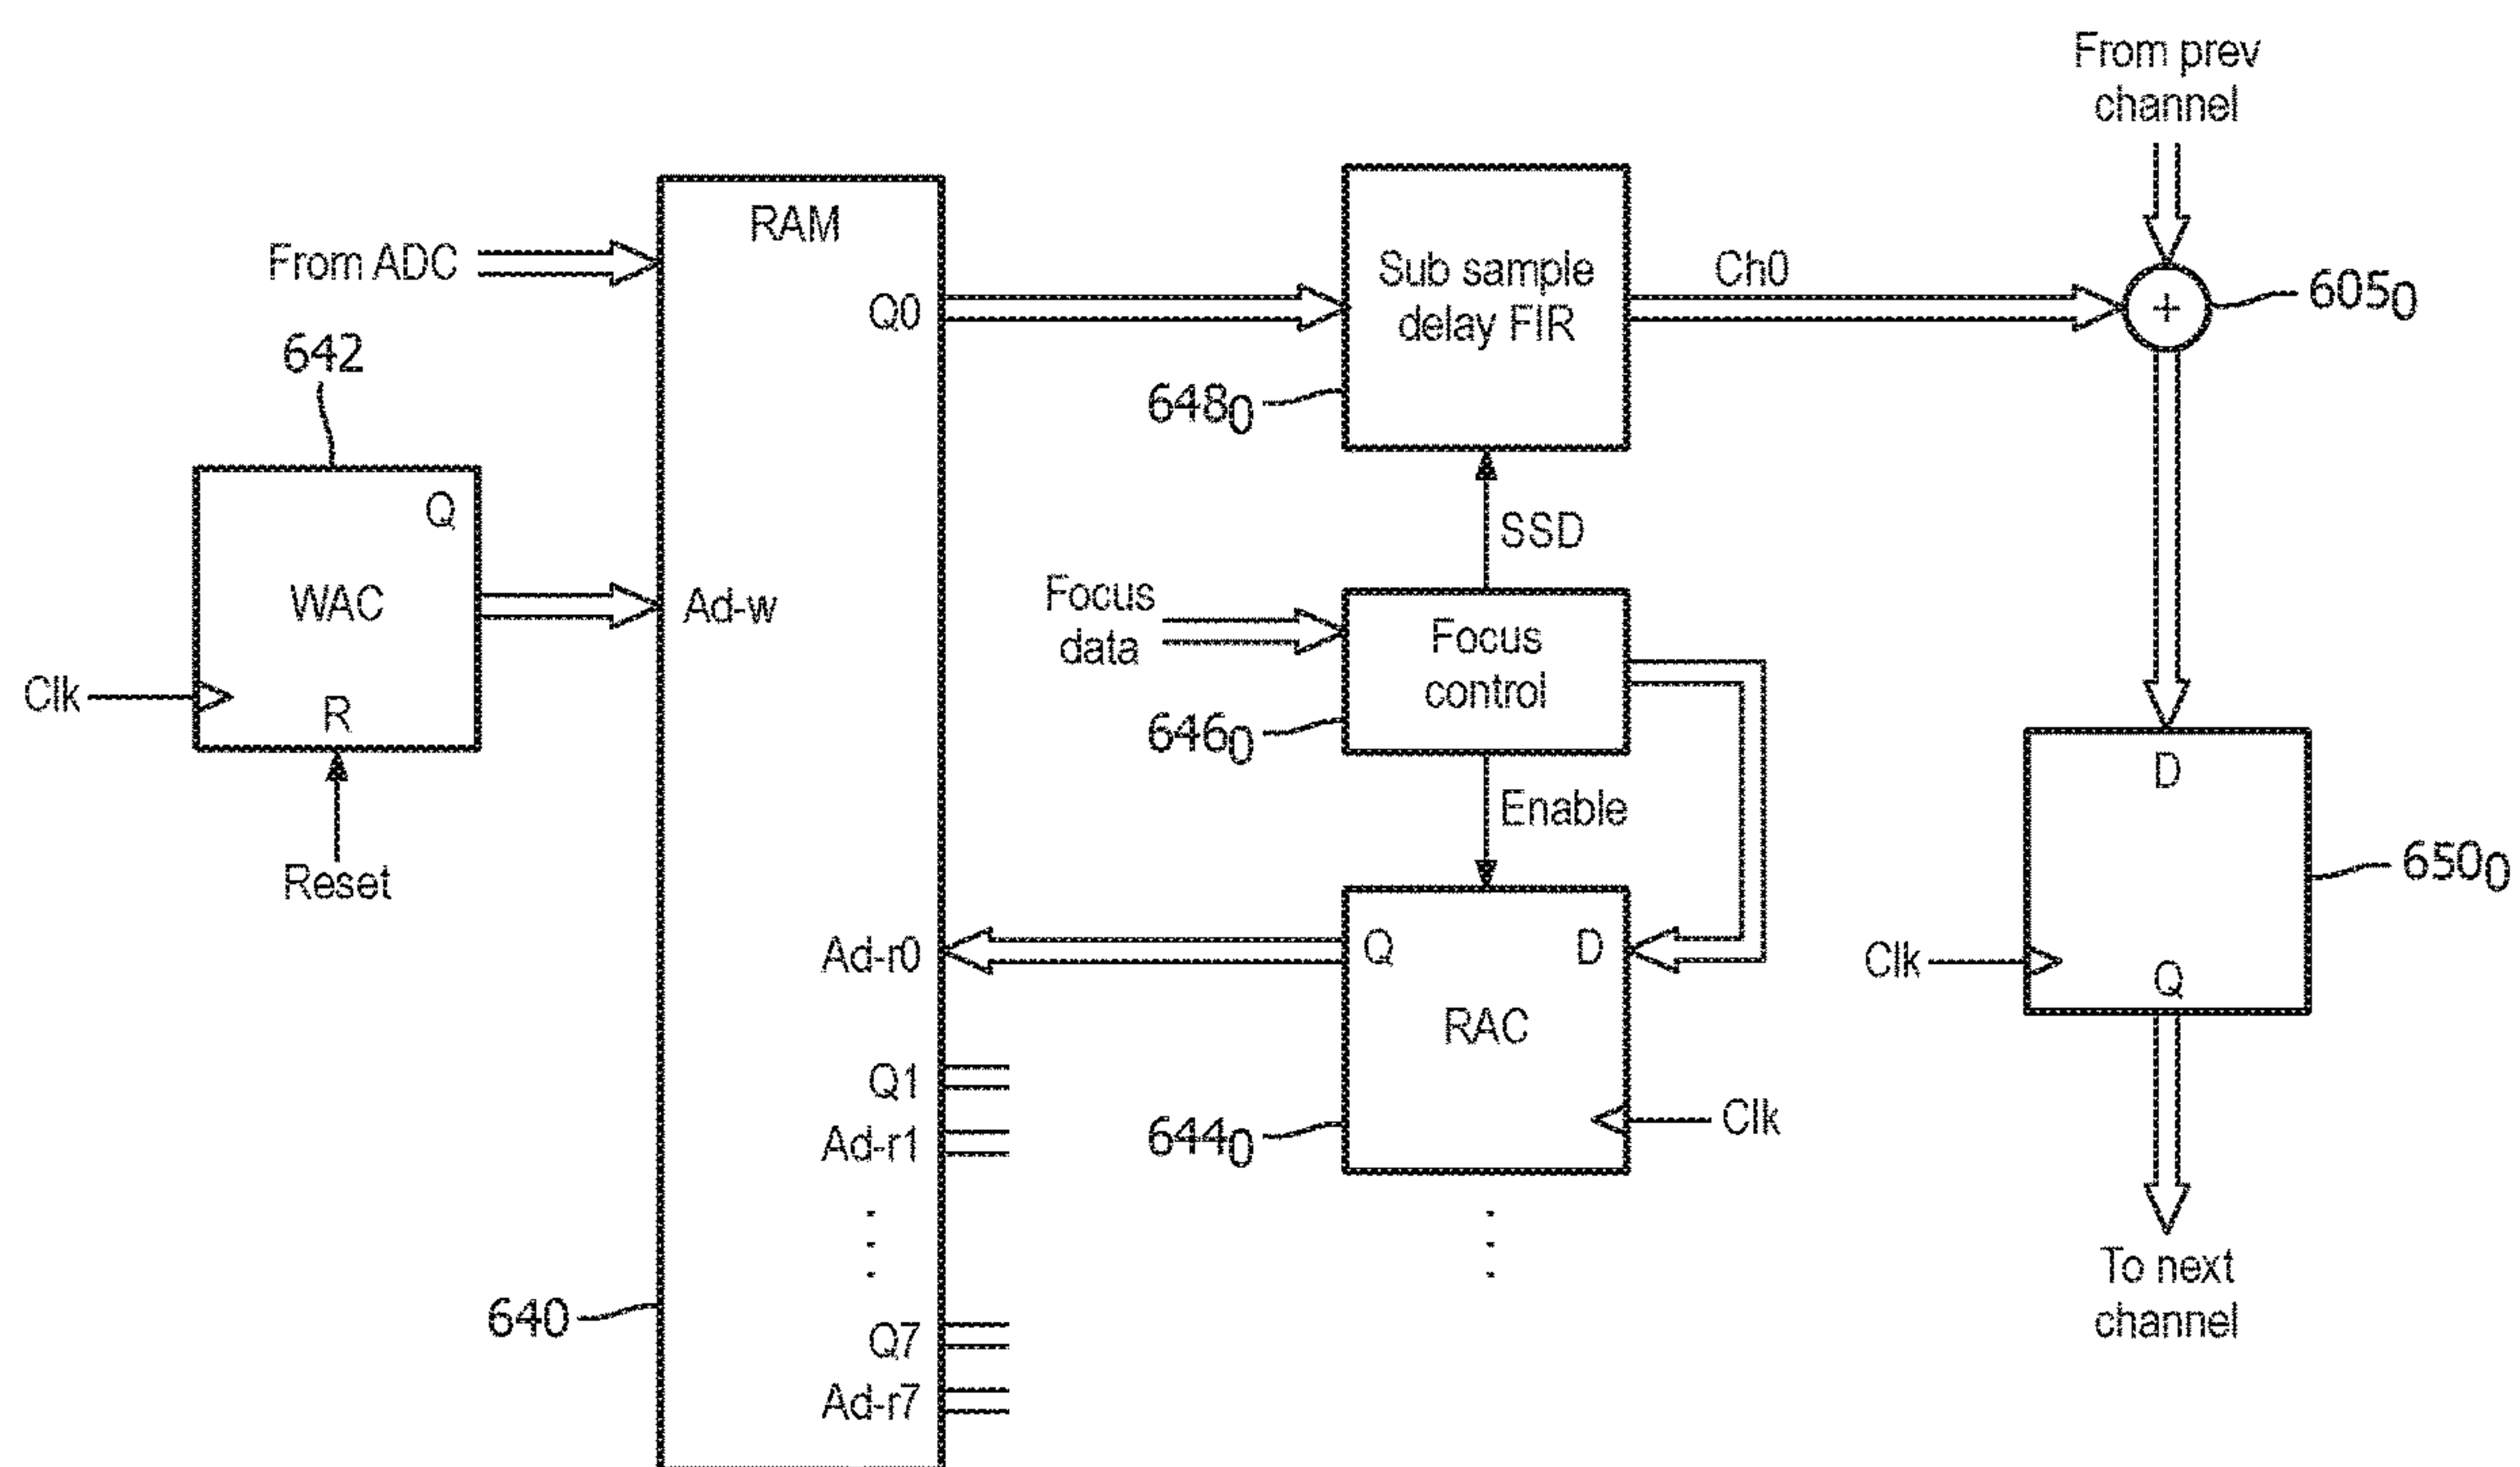 From prev
channel
RAM
From ADC
Q0
Sub sample
delay FIR
Ch0
+
605₀
642
648₀
Q
WAC
Ad-w
SSD
Focus
data
Focus
control
Clk
R
646₀
D
Enable
Reset
650₀
Ad-r0
Q
D
Clk
Q
RAC
Q1
Ad-r1
644₀
Clk
To next
channel
640
Q7
Ad-r7